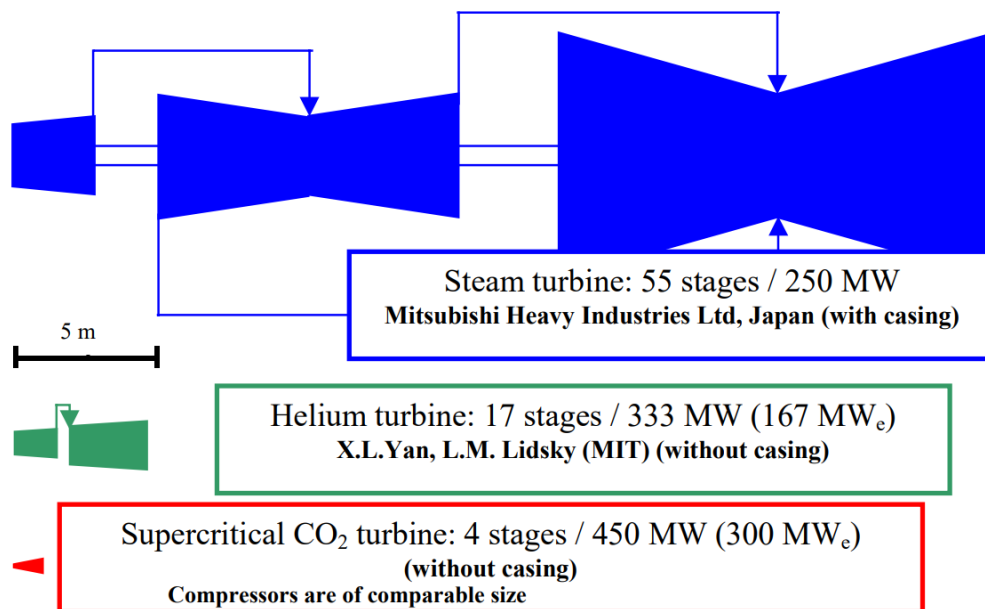 Steam turbine: 55 stages / 250 MW
Mitsubishi Heavy Industries Ltd, Japan (with casing)
5 m
Helium turbine: 17 stages / 333 MW (167 MWₑ)
X.L.Yan, L.M. Lidsky (MIT) (without casing)
Supercritical CO₂ turbine: 4 stages / 450 MW (300 MWₑ)
(without casing)
Compressors are of comparable size